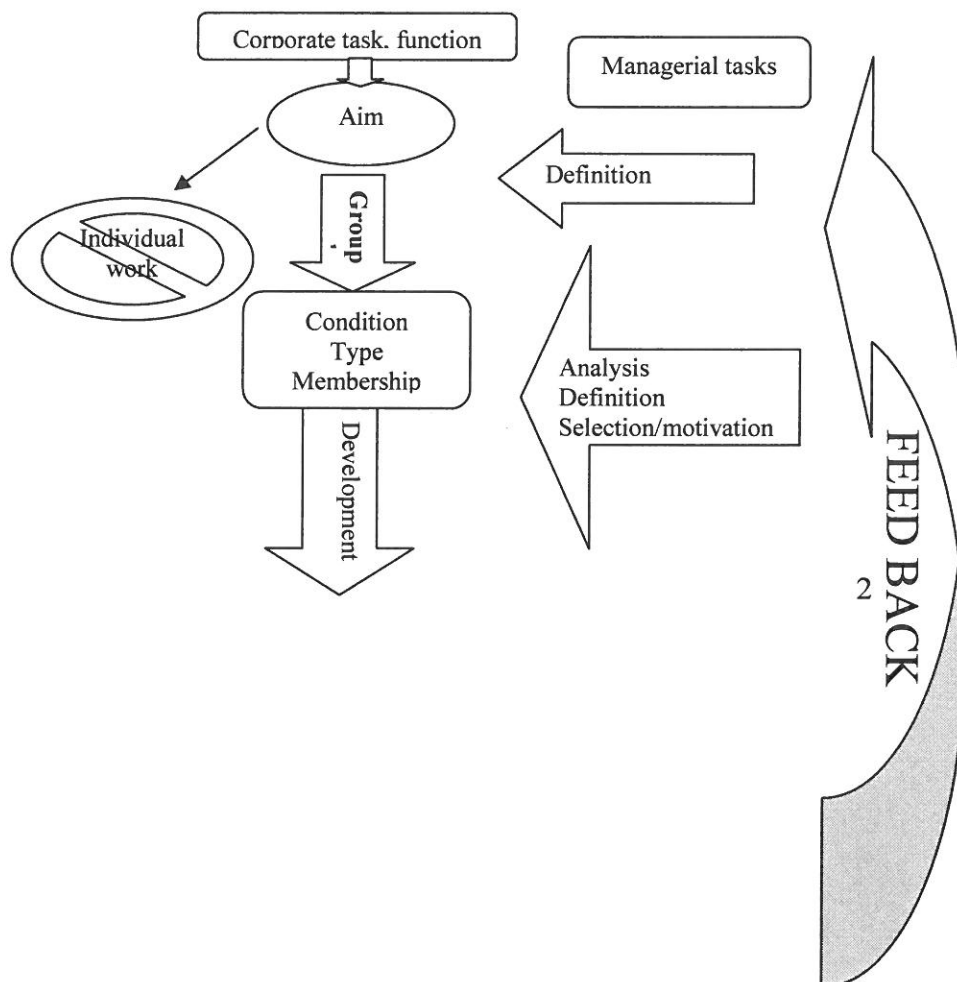 Corporate task, function
Managerial tasks
Aim
Definition
Group
Individual
work
Condition
Type
Membership
Analysis
Definition
Selection/motivation
Development
FEED BACK
2